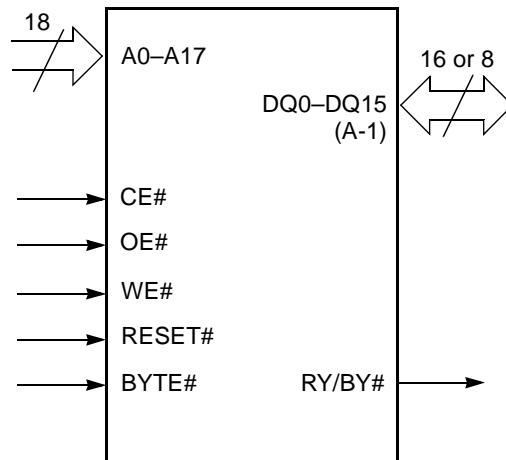 18
A0–A17
16 or 8
DQ0–DQ15
(A-1)
CE#
OE#
WE#
RESET#
BYTE#
RY/BY#